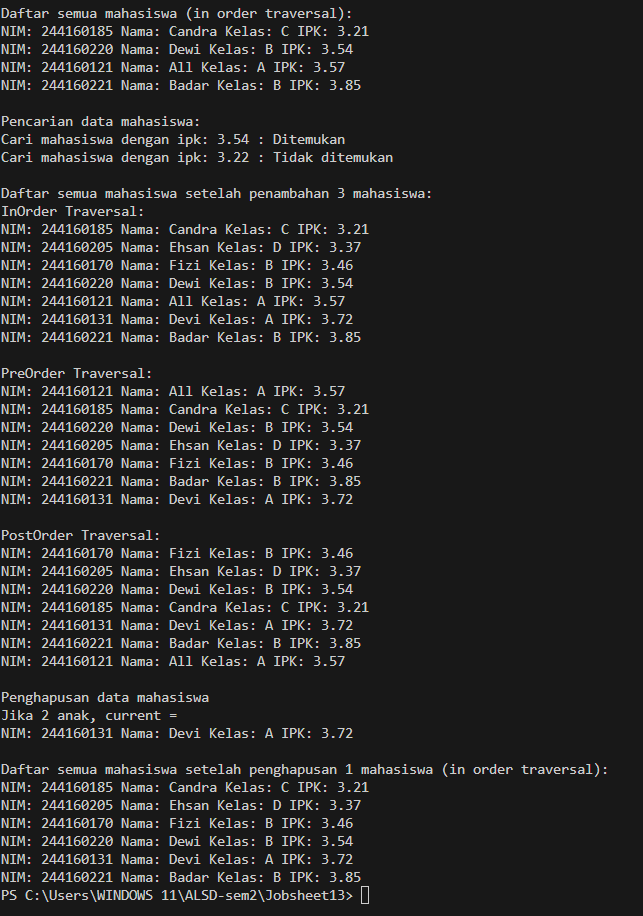 Daftar semua mahasiswa (in order traversal):
NIM: 244160185 Nama: Candra Kelas: C IPK: 3.21
NIM: 244160220 Nama: Dewi Kelas: B IPK: 3.54
NIM: 244160121 Nama: All Kelas: A IPK: 3.57
NIM: 244160221 Nama: Badar Kelas: B IPK: 3.85

Pencarian data mahasiswa:
Cari mahasiswa dengan ipk: 3.54 : Ditemukan
Cari mahasiswa dengan ipk: 3.22 : Tidak ditemukan

Daftar semua mahasiswa setelah penambahan 3 mahasiswa:
InOrder Traversal:
NIM: 244160185 Nama: Candra Kelas: C IPK: 3.21
NIM: 244160205 Nama: Ehsan Kelas: D IPK: 3.37
NIM: 244160170 Nama: Fizi Kelas: B IPK: 3.46
NIM: 244160220 Nama: Dewi Kelas: B IPK: 3.54
NIM: 244160121 Nama: All Kelas: A IPK: 3.57
NIM: 244160131 Nama: Devi Kelas: A IPK: 3.72
NIM: 244160221 Nama: Badar Kelas: B IPK: 3.85

PreOrder Traversal:
NIM: 244160121 Nama: All Kelas: A IPK: 3.57
NIM: 244160185 Nama: Candra Kelas: C IPK: 3.21
NIM: 244160220 Nama: Dewi Kelas: B IPK: 3.54
NIM: 244160205 Nama: Ehsan Kelas: D IPK: 3.37
NIM: 244160170 Nama: Fizi Kelas: B IPK: 3.46
NIM: 244160221 Nama: Badar Kelas: B IPK: 3.85
NIM: 244160131 Nama: Devi Kelas: A IPK: 3.72

PostOrder Traversal:
NIM: 244160170 Nama: Fizi Kelas: B IPK: 3.46
NIM: 244160205 Nama: Ehsan Kelas: D IPK: 3.37
NIM: 244160220 Nama: Dewi Kelas: B IPK: 3.54
NIM: 244160185 Nama: Candra Kelas: C IPK: 3.21
NIM: 244160131 Nama: Devi Kelas: A IPK: 3.72
NIM: 244160221 Nama: Badar Kelas: B IPK: 3.85
NIM: 244160121 Nama: All Kelas: A IPK: 3.57

Penghapusan data mahasiswa
Jika 2 anak, current =
NIM: 244160131 Nama: Devi Kelas: A IPK: 3.72

Daftar semua mahasiswa setelah penghapusan 1 mahasiswa (in order traversal):
NIM: 244160185 Nama: Candra Kelas: C IPK: 3.21
NIM: 244160205 Nama: Ehsan Kelas: D IPK: 3.37
NIM: 244160170 Nama: Fizi Kelas: B IPK: 3.46
NIM: 244160220 Nama: Dewi Kelas: B IPK: 3.54
NIM: 244160131 Nama: Devi Kelas: A IPK: 3.72
NIM: 244160221 Nama: Badar Kelas: B IPK: 3.85
PS C:\Users\WINDOWS 11\ALSD-sem2\Jobsheet13>